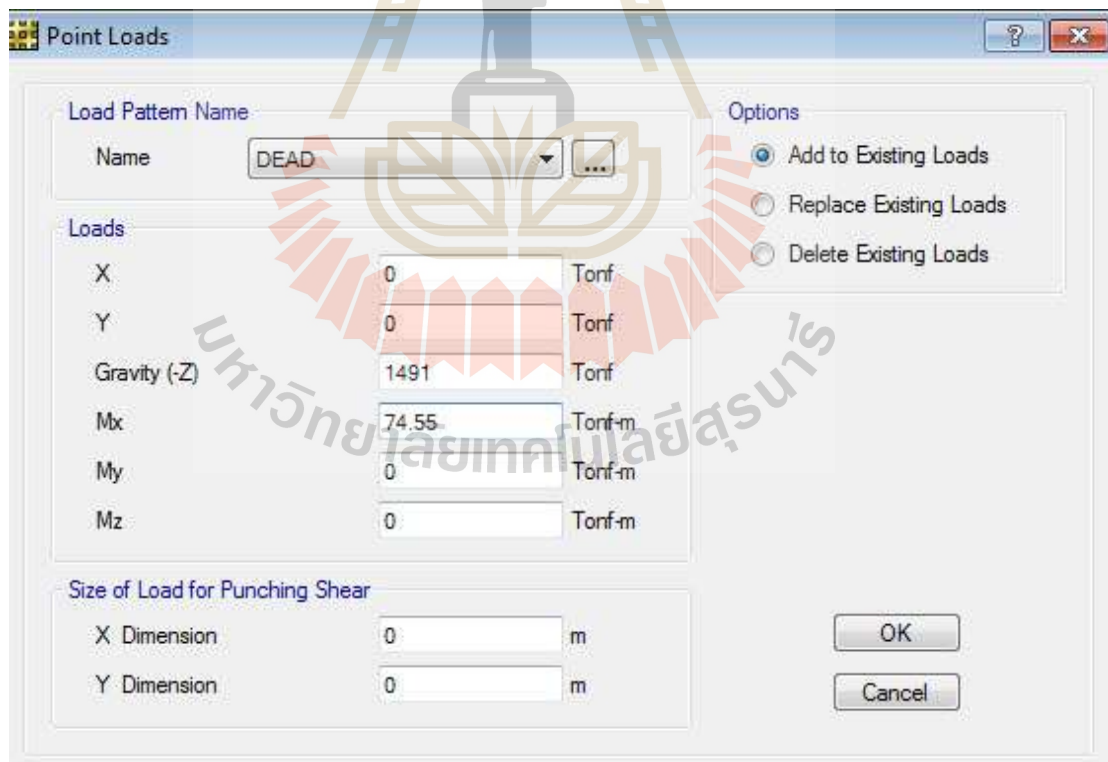 Point Loads
Load Pattern Name
Name DEAD ...
Options
Add to Existing Loads
Replace Existing Loads
Delete Existing Loads
Loads
X 0 Tonf
Y 0 Tonf
Gravity (-Z) 1491 Tonf
Mx 74.55 Tonf-m
My 0 Tonf-m
Mz 0 Tonf-m
Size of Load for Punching Shear
X Dimension 0 m
Y Dimension 0 m
OK
Cancel
มหาวิทยาลัยเทคโนโลยีสุรนารี